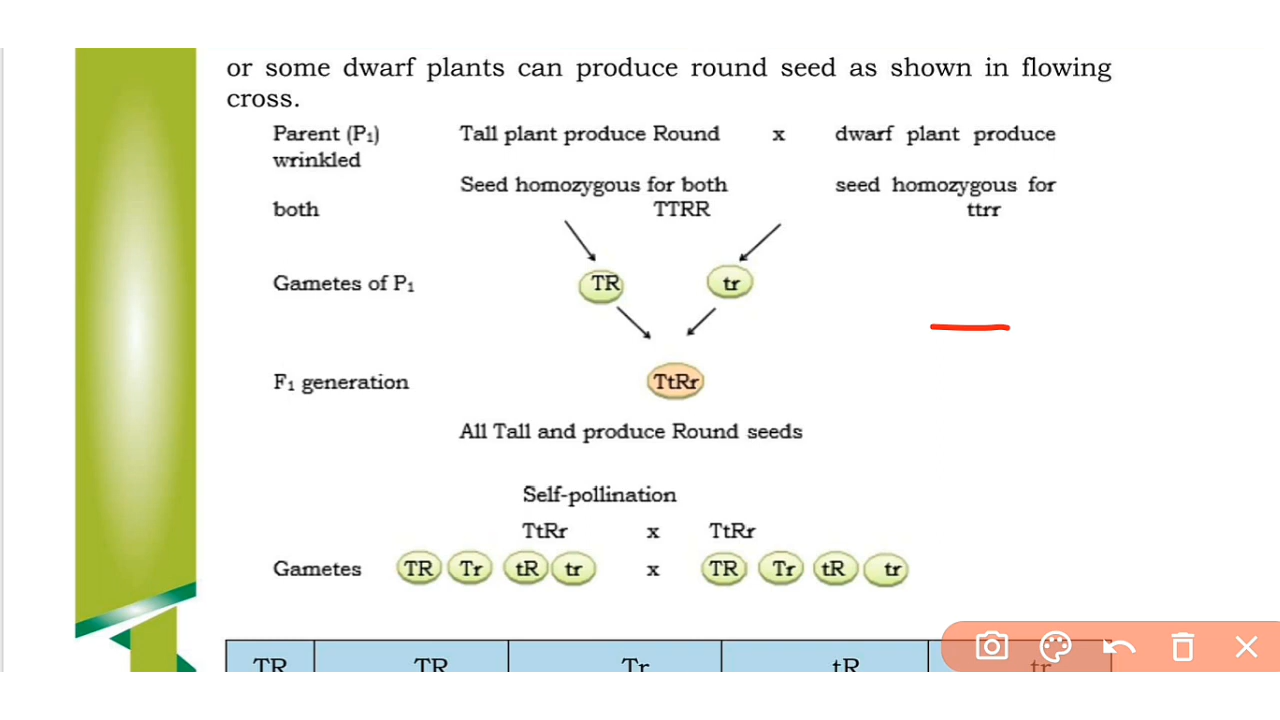 or some dwarf plants can produce round seed as shown in flowing
cross.
Parent (P₁) Tall plant produce Round x dwarf plant produce
wrinkled
Seed homozygous for both seed homozygous for
both TTRR ttrr
Gametes of P₁ TR tr
F₁ generation TtRr
All Tall and produce Round seeds
Self-pollination
TtRr x TtRr
Gametes TR Tr tR tr x TR Tr tR tr
TR TR Tr tR tr